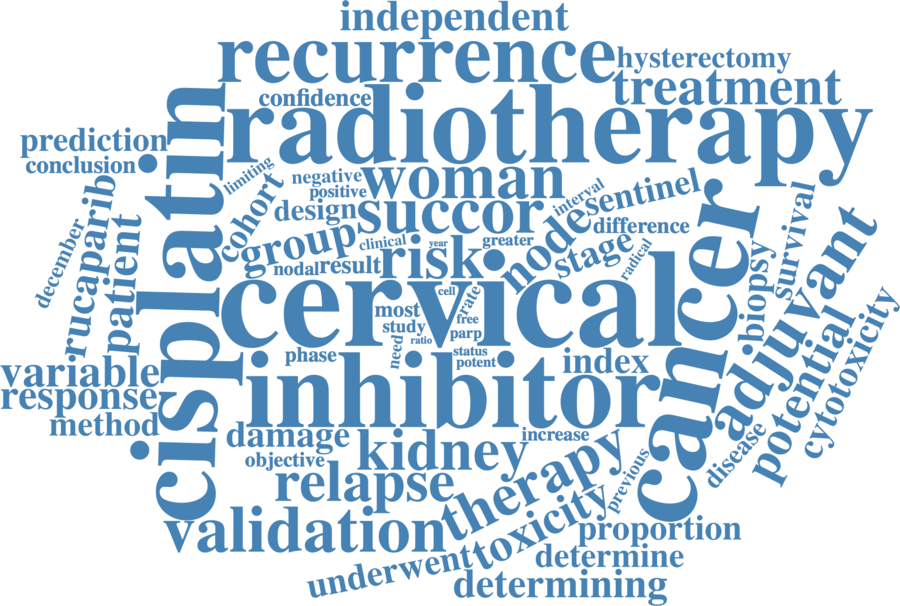 independent
recurrence
hysterectomy
treatment
confidence
radiotherapy
prediction
conclusion
cisplatin
limiting
negative
positive
woman
interval
sentinel
cohort
design
succor
node
difference
december
rucaparib
patient
group
clinical
year
greater
stage
radical
survival
nodal
result
risk
cancer
biopsy
adjuvant
cervical
cell
rate
most
study
free
parp
ratio
need
status
potent
phase
index
variable
response
method
inhibitor
potential
cytotoxicity
damage
kidney
increase
objective
relapse
therapy
previous
disease
validation
toxicity
proportion
underwent
determine
determining